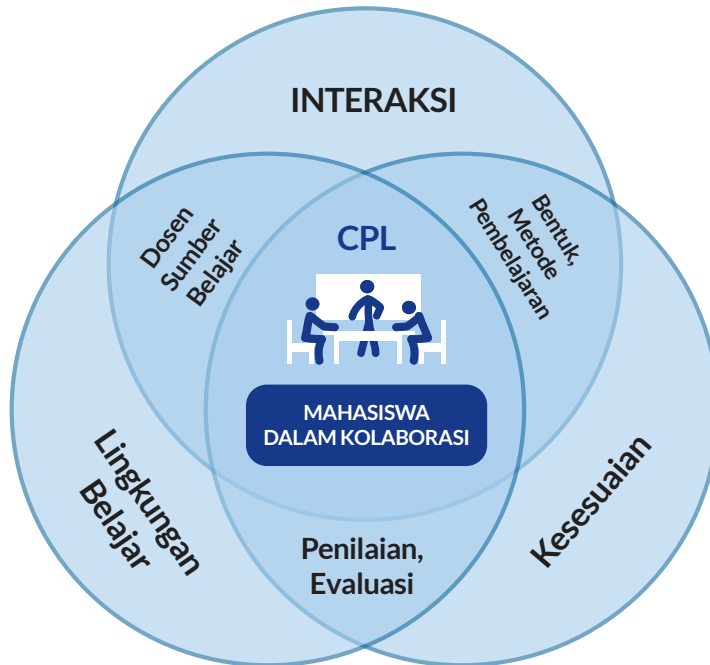 INTERAKSI
Dosen
Sumber
Belajar
Bentuk,
Metode
Pembelajaran
CPL
MAHASISWA
DALAM KOLABORASI
Lingkungan
Belajar
Kesesuaian
Penilaian,
Evaluasi